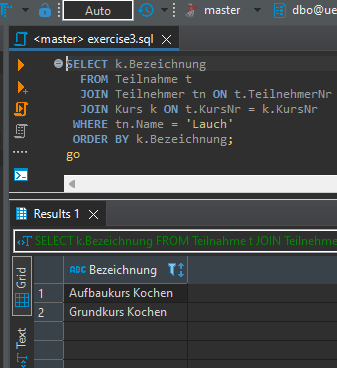 Auto
master
dbo@ue
<master> exercise3.sql
SELECT k.Bezeichnung
FROM Teilnahme t
JOIN Teilnehmer tn ON t.TeilnehmerNr
JOIN Kurs k ON t.KursNr = k.KursNr
WHERE tn.Name = 'Lauch'
ORDER BY k.Bezeichnung;
go
Results 1
SELECT k.Bezeichnung FROM Teilnahme t JOIN Teilnehme
Grid
ABC Bezeichnung
1 Aufbaukurs Kochen
2 Grundkurs Kochen
Text